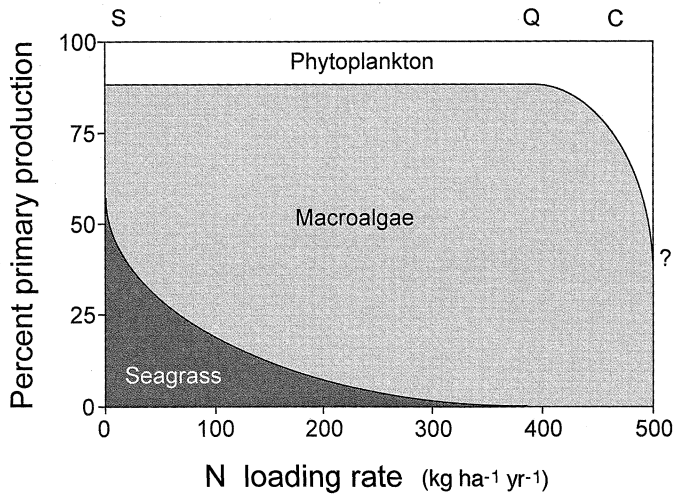 S Q C
100
Phytoplankton
75
Macroalgae
50
?
25
Seagrass
0
0 100 200 300 400 500
Percent primary production
N loading rate (kg ha-1 yr-1)